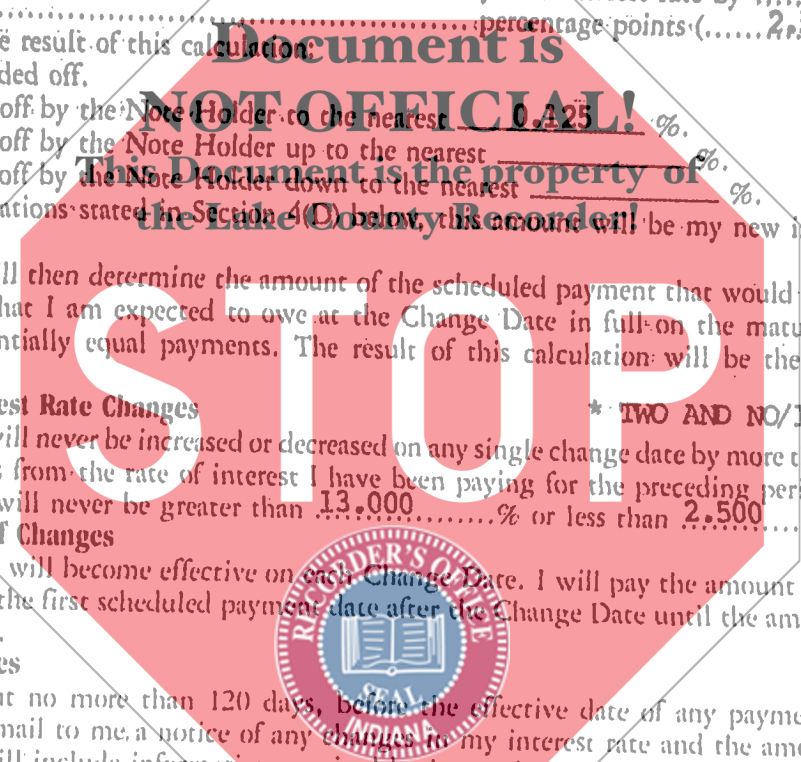 percentage points (...... 2.
e result of this calculation:
ded off.
off by the Note Holder to the nearest 0.125 %.
off by the Note Holder up to the nearest %.
off by the Note Holder down to the nearest %.
ations stated in Section 4(D) below, this amount will be my new i
Document is
NOT OFFICIAL!
This Document is the property of
the Lake County Recorder!
ll then determine the amount of the scheduled payment that would
hat I am expected to owe at the Change Date in full on the matu
ntially equal payments. The result of this calculation will be the
STOP
est Rate Changes
* TWO AND NO/1
will never be increased or decreased on any single change date by more t
s from the rate of interest I have been paying for the preceding peri
will never be greater than 13.000 % or less than 2.500
f Changes
will become effective on each Change Date. I will pay the amount
the first scheduled payment date after the Change Date until the am
es
at no more than 120 days, before the effective date of any payme
mail to me, a notice of any changes in my interest rate and the amo
ill include
RECORDER'S OFFICE
SEAL
INDIANA